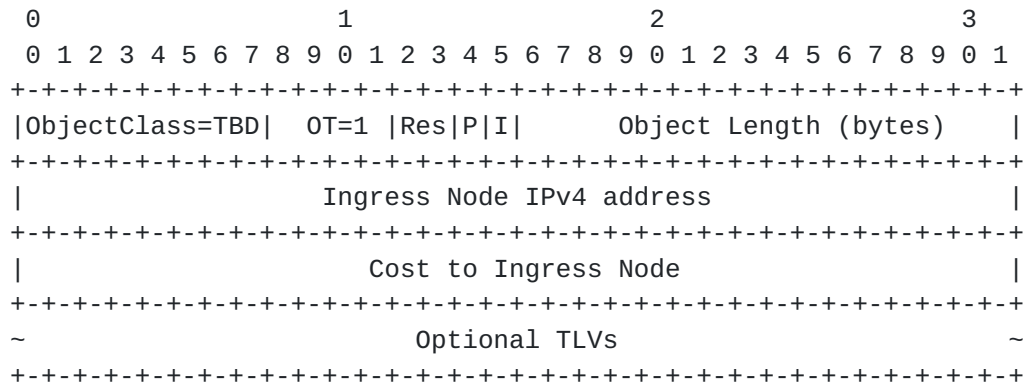 0                   1                   2                   3
 0 1 2 3 4 5 6 7 8 9 0 1 2 3 4 5 6 7 8 9 0 1 2 3 4 5 6 7 8 9 0 1
+-+-+-+-+-+-+-+-+-+-+-+-+-+-+-+-+-+-+-+-+-+-+-+-+-+-+-+-+-+-+-+-+
|ObjectClass=TBD|  OT=1 |Res|P|I|      Object Length (bytes)    |
+-+-+-+-+-+-+-+-+-+-+-+-+-+-+-+-+-+-+-+-+-+-+-+-+-+-+-+-+-+-+-+-+
|                   Ingress Node IPv4 address                   |
+-+-+-+-+-+-+-+-+-+-+-+-+-+-+-+-+-+-+-+-+-+-+-+-+-+-+-+-+-+-+-+-+
|                      Cost to Ingress Node                     |
+-+-+-+-+-+-+-+-+-+-+-+-+-+-+-+-+-+-+-+-+-+-+-+-+-+-+-+-+-+-+-+-+
~                         Optional TLVs                         ~
+-+-+-+-+-+-+-+-+-+-+-+-+-+-+-+-+-+-+-+-+-+-+-+-+-+-+-+-+-+-+-+-+